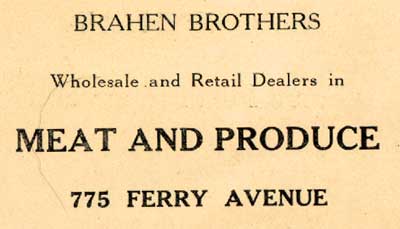 BRAHEN BROTHERS
Wholesale and Retail Dealers in
MEAT AND PRODUCE
775 FERRY AVENUE